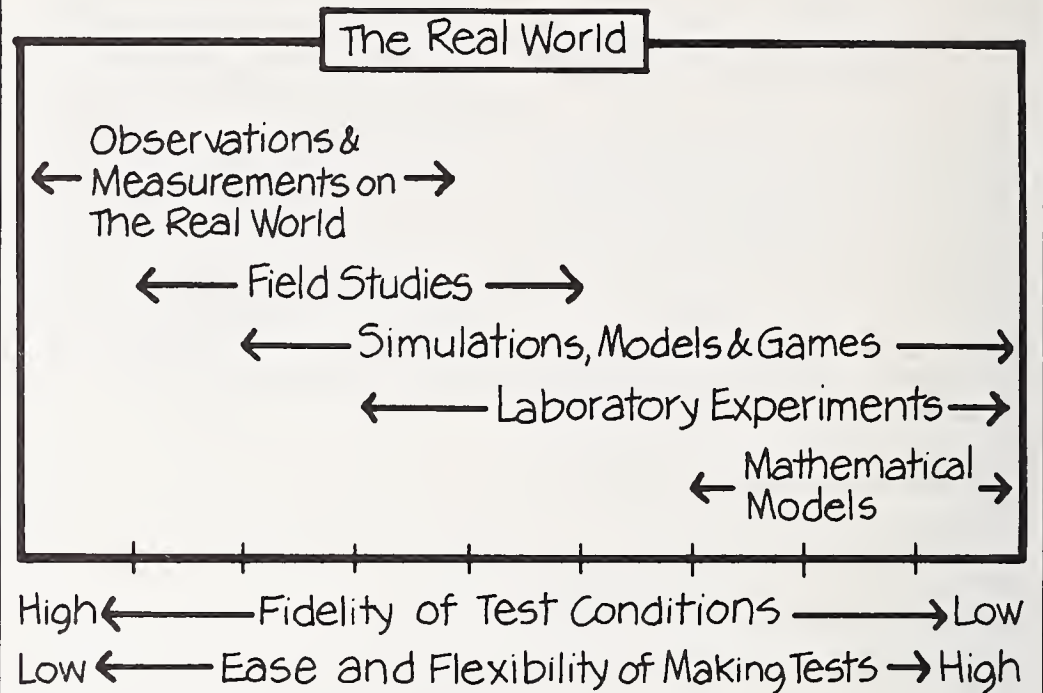 The Real World
Observations &
Measurements on
The Real World
Field Studies
Simulations, Models & Games
Laboratory Experiments
Mathematical
Models
High Fidelity of Test Conditions Low
Low Ease and Flexibility of Making Tests High